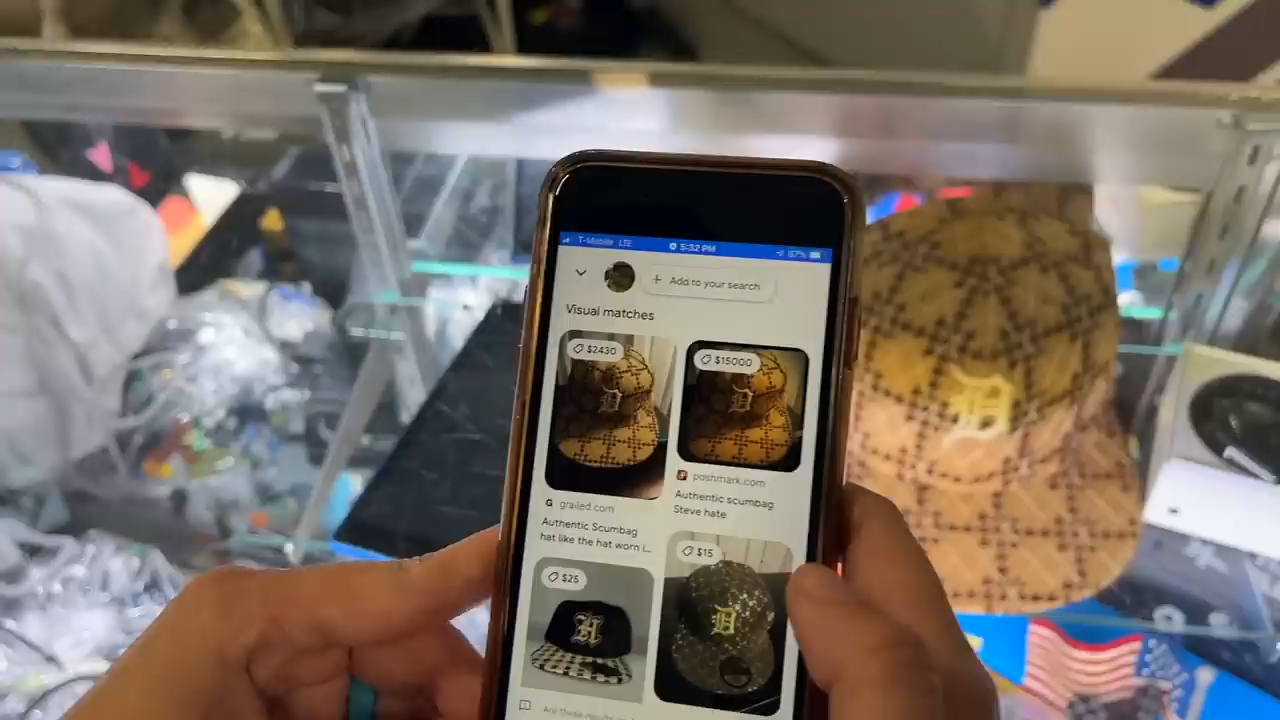 T-Mobile LTE 5:32 PM 87%
+ Add to your search
Visual matches
$2430
$15000
grailed.com
Authentic Scumbag
hat like the hat worn i...
poshmark.com
Authentic scumbag
Steve hate
$25
$15
D